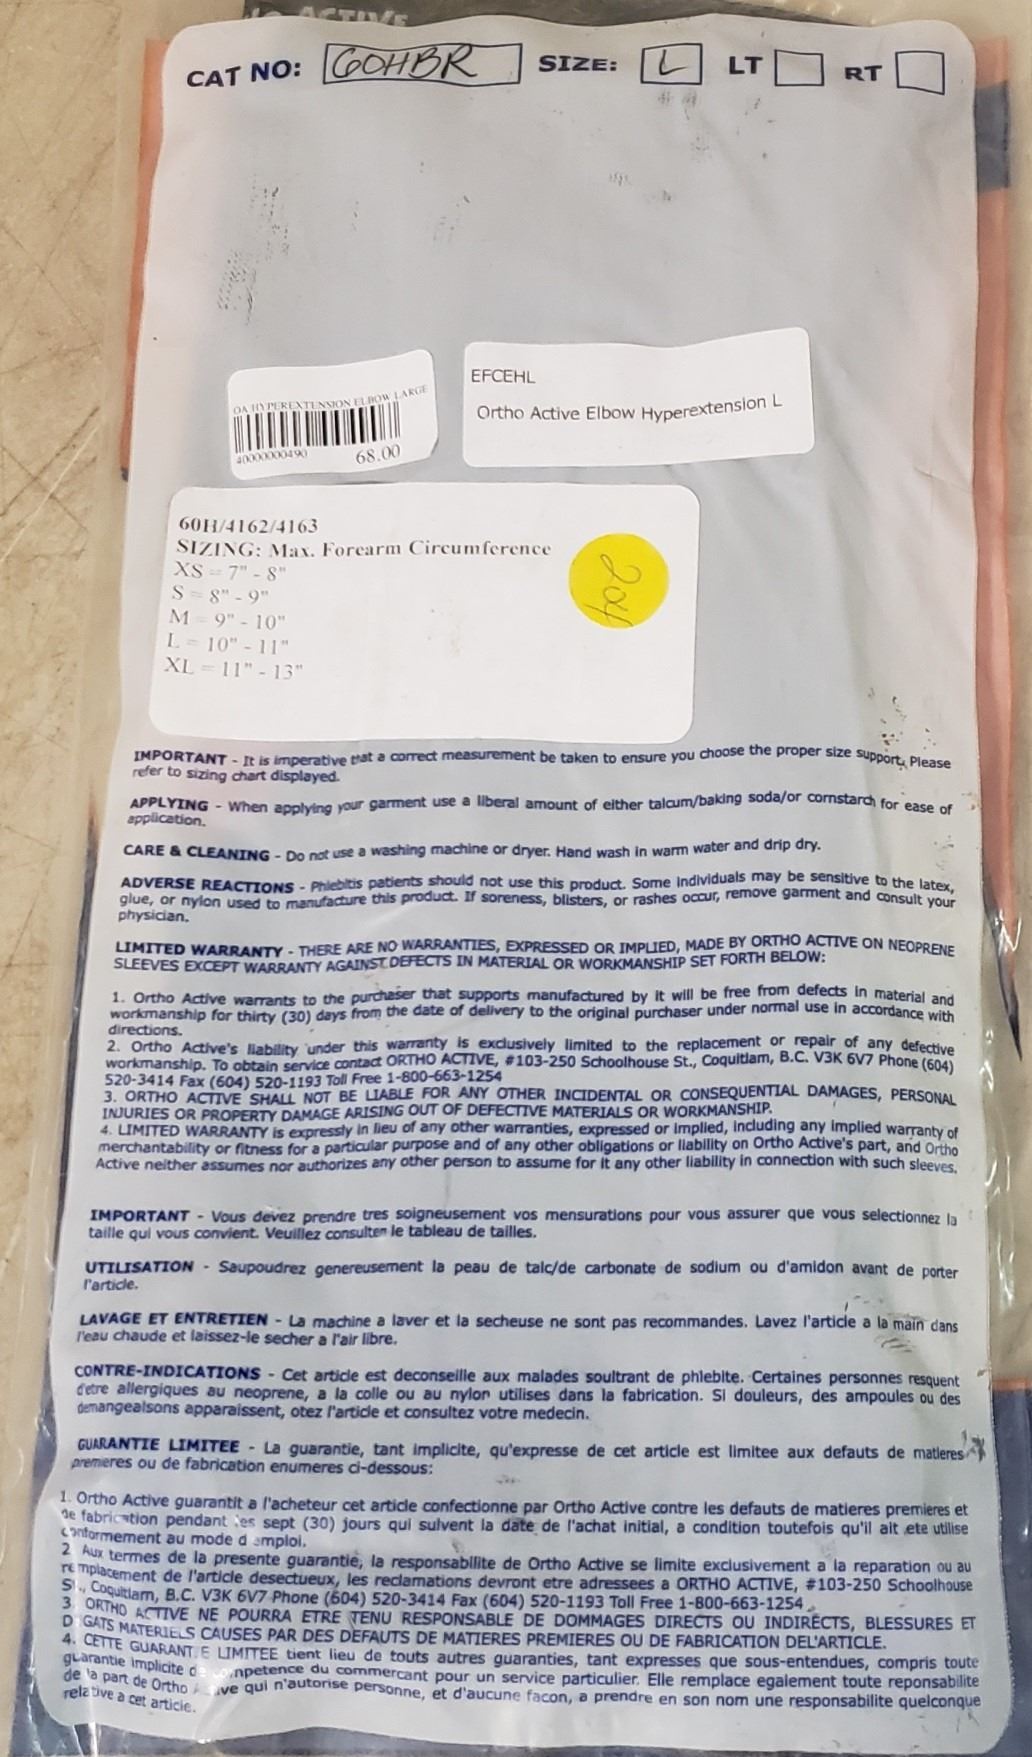 ACTIVE
CAT NO: 60HBR SIZE: L LT RT
OA HYPEREXTENSION ELBOW LARGE
40000000490 68.00
EFCEHL
Ortho Active Elbow Hyperextension L
60H/4162/4163
SIZING: Max. Forearm Circumference
XS = 7" - 8"
S = 8" - 9"
M = 9" - 10"
L = 10" - 11"
XL = 11" - 13"
IMPORTANT - It is imperative that a correct measurement be taken to ensure you choose the proper size support. Please
refer to sizing chart displayed.
APPLYING - When applying your garment use a liberal amount of either talcum/baking soda/or cornstarch for ease of
application.
CARE & CLEANING - Do not use a washing machine or dryer. Hand wash in warm water and drip dry.
ADVERSE REACTIONS - Phlebitis patients should not use this product. Some individuals may be sensitive to the latex,
glue, or nylon used to manufacture this product. If soreness, blisters, or rashes occur, remove garment and consult your
physician.
LIMITED WARRANTY - THERE ARE NO WARRANTIES, EXPRESSED OR IMPLIED, MADE BY ORTHO ACTIVE ON NEOPRENE
SLEEVES EXCEPT WARRANTY AGAINST DEFECTS IN MATERIAL OR WORKMANSHIP SET FORTH BELOW:
1. Ortho Active warrants to the purchaser that supports manufactured by it will be free from defects in material and
workmanship for thirty (30) days from the date of delivery to the original purchaser under normal use in accordance with
directions.
2. Ortho Active's liability under this warranty is exclusively limited to the replacement or repair of any defective
workmanship. To obtain service contact ORTHO ACTIVE, #103-250 Schoolhouse St., Coquitlam, B.C. V3K 6V7 Phone (604)
520-3414 Fax (604) 520-1193 Toll Free 1-800-663-1254
3. ORTHO ACTIVE SHALL NOT BE LIABLE FOR ANY OTHER INCIDENTAL OR CONSEQUENTIAL DAMAGES, PERSONAL
INJURIES OR PROPERTY DAMAGE ARISING OUT OF DEFECTIVE MATERIALS OR WORKMANSHIP.
4. LIMITED WARRANTY is expressly in lieu of any other warranties, expressed or implied, including any implied warranty of
merchantability or fitness for a particular purpose and of any other obligations or liability on Ortho Active's part, and Ortho
Active neither assumes nor authorizes any other person to assume for it any other liability in connection with such sleeves.
IMPORTANT - Vous devez prendre tres soigneusement vos mensurations pour vous assurer que vous selectionnez la
taille qui vous convient. Veuillez consulter le tableau de tailles.
UTILISATION - Saupoudrez genereusement la peau de talc/de carbonate de sodium ou d'amidon avant de porter
l'article.
LAVAGE ET ENTRETIEN - La machine a laver et la secheuse ne sont pas recommandes. Lavez l'article a la main dans
l'eau chaude et laissez-le secher a l'air libre.
CONTRE-INDICATIONS - Cet article est deconseille aux malades soultrant de phlebite. Certaines personnes resquent
d'etre allergiques au neoprene, a la colle ou au nylon utilises dans la fabrication. Si douleurs, des ampoules ou des
demangeaisons apparaissent, otez l'article et consultez votre medecin.
GUARANTIE LIMITEE - La guarantie, tant implicite, qu'expresse de cet article est limitee aux defauts de matieres
premieres ou de fabrication enumeres ci-dessous:
1. Ortho Active guarantit a l'acheteur cet article confectionne par Ortho Active contre les defauts de matieres premieres et
de fabrication pendant les sept (30) jours qui suivent la date de l'achat initial, a condition toutefois qu'il ait ete utilise
conformement au mode d emploi.
2. Aux termes de la presente guarantie, la responsabilite de Ortho Active se limite exclusivement a la reparation ou au
remplacement de l'article desectueux, les reclamations devront etre adressees a ORTHO ACTIVE, #103-250 Schoolhouse
St., Coquitlam, B.C. V3K 6V7 Phone (604) 520-3414 Fax (604) 520-1193 Toll Free 1-800-663-1254
3. ORTHO ACTIVE NE POURRA ETRE TENU RESPONSABLE DE DOMMAGES DIRECTS OU INDIRECTS, BLESSURES ET
D GATS MATERIELS CAUSES PAR DES DEFAUTS DE MATIERES PREMIERES OU DE FABRICATION DEL'ARTICLE.
4. CETTE GUARANTIE LIMITEE tient lieu de touts autres guaranties, tant expresses que sous-entendues, compris toute
guarantie implicite de competence du commercant pour un service particulier. Elle remplace egalement toute reponsabilite
de la part de Ortho Active qui n'autorise personne, et d'aucune facon, a prendre en son nom une responsabilite quelconque
relative a cet article.